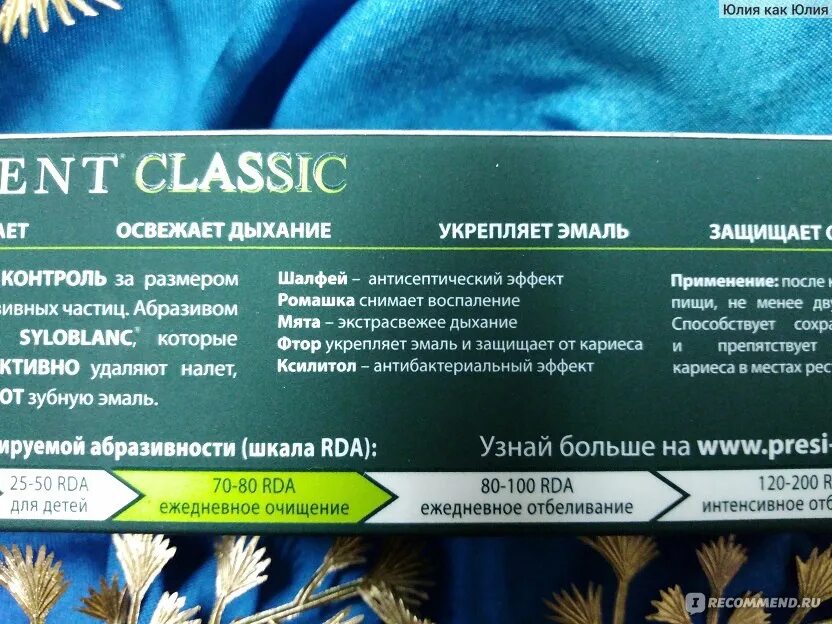 Юлия как Юлия
ENT CLASSIC
АЕТ ОСВЕЖАЕТ ДЫХАНИЕ УКРЕПЛЯЕТ ЭМАЛЬ ЗАЩИЩАЕТ
КОНТРОЛЬ за размером
ивных частиц. Абразивом
SYLOBLANC®, которые
КТИВНО удаляют налет,
ОТ зубную эмаль.
Шалфей – антисептический эффект
Ромашка снимает воспаление
Мята – экстрасвежее дыхание
Фтор укрепляет эмаль и защищает от кариеса
Ксилитол – антибактериальный эффект
Применение: после
пищи, не менее дв
Способствует сохра
и препятствует
кариеса в местах рес
ируемой абразивности (шкала RDA):
Узнай больше на www.presi-
25-50 RDA
для детей
70-80 RDA
ежедневное очищение
80-100 RDA
ежедневное отбеливание
120-200 R
интенсивное отб
IRECOMMEND.RU